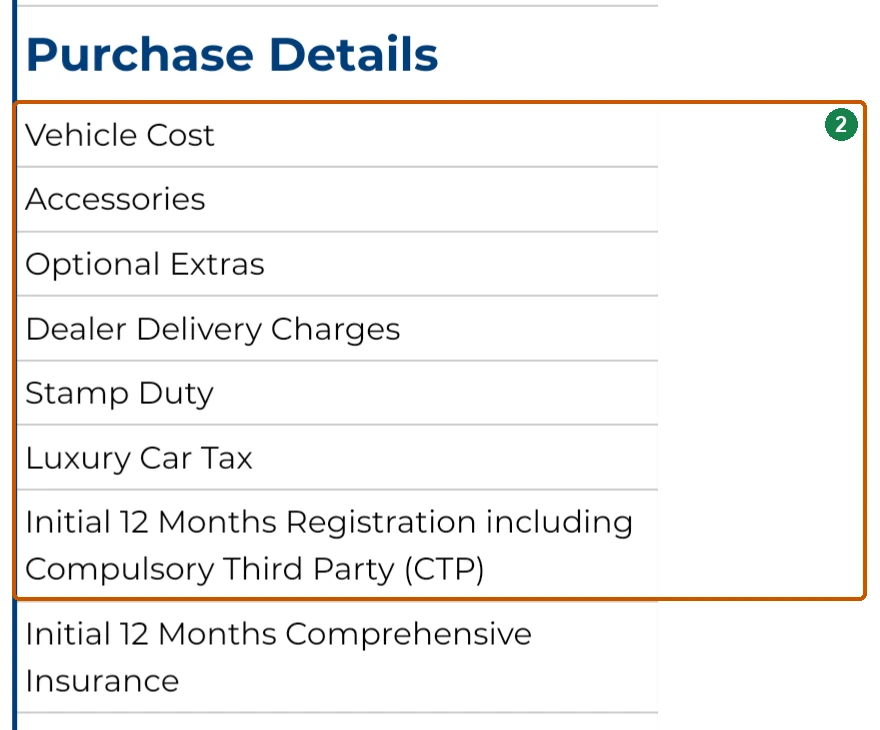 Purchase Details
2
Vehicle Cost
Accessories
Optional Extras
Dealer Delivery Charges
Stamp Duty
Luxury Car Tax
Initial 12 Months Registration including
Compulsory Third Party (CTP)
Initial 12 Months Comprehensive
Insurance